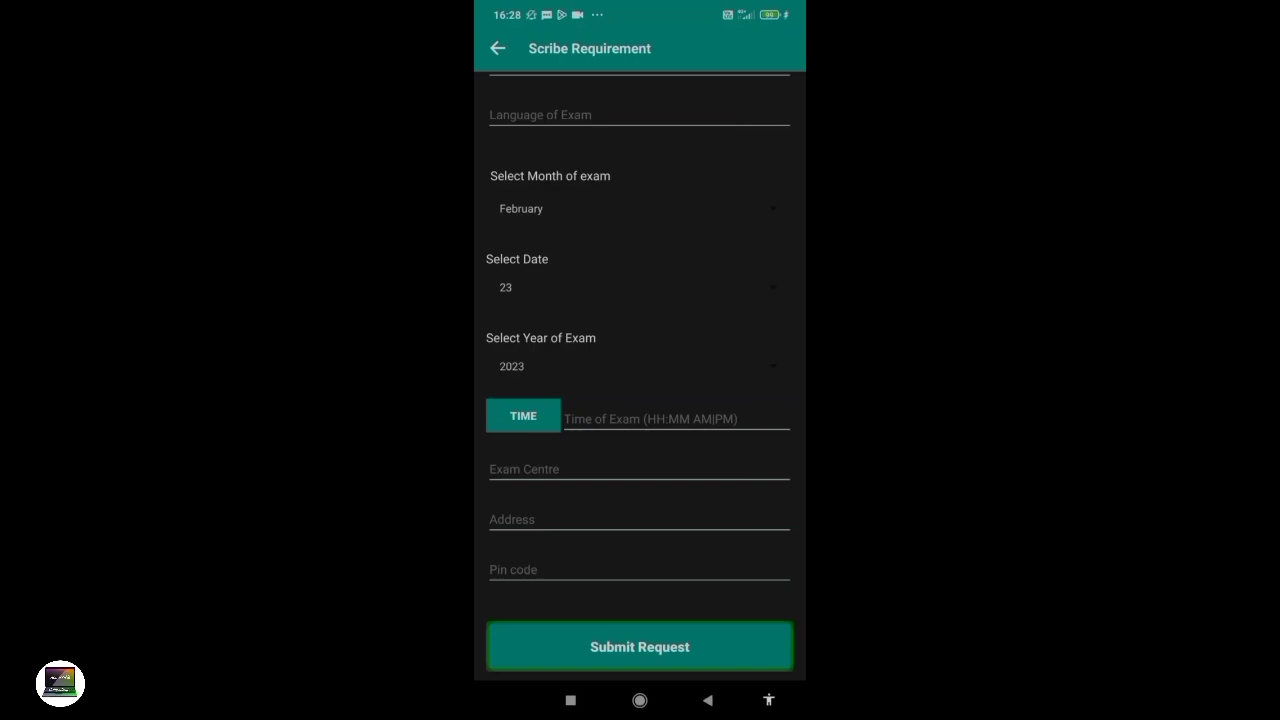 16:28
Scribe Requirement
Language of Exam
Select Month of exam
February
Select Date
23
Select Year of Exam
2023
TIME Time of Exam (HH:MM AM|PM)
Exam Centre
Address
Pin code
Submit Request